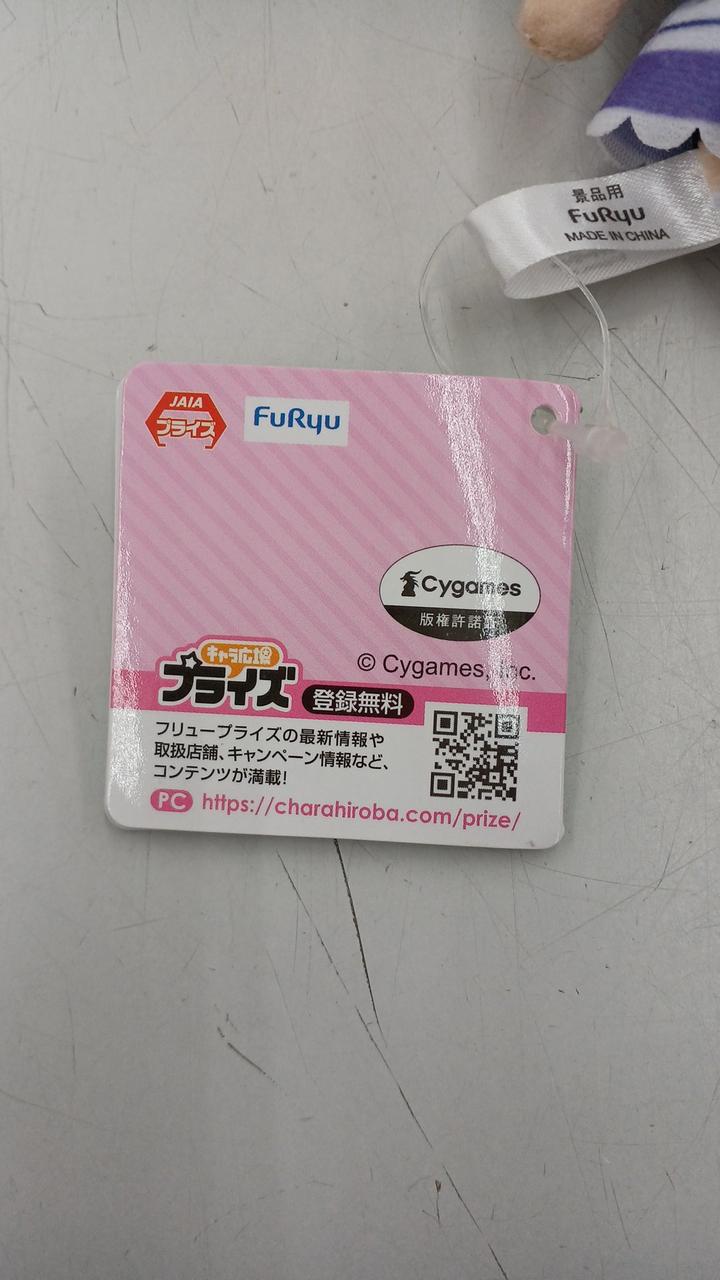 景品用
FuRyu
MADE IN CHINA
JAIA
プライズ
FuRyu
Cygames
版権許諾
© Cygames, Inc.
キャラ広場
プライズ
登録無料
フリュープライズの最新情報や
取扱店舗、キャンペーン情報など、
コンテンツが満載!
PC https://charahiroba.com/prize/